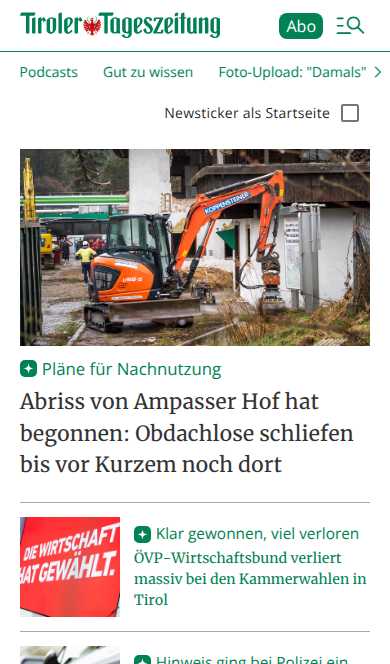 Tiroler Tageszeitung
Abo
Podcasts Gut zu wissen Foto-Upload: "Damals"
Newsticker als Startseite
KOPPENSTEINER
Pläne für Nachnutzung
Abriss von Ampasser Hof hat
begonnen: Obdachlose schliefen
bis vor Kurzem noch dort
DIE WIRTSCHAFT
HAT GEWÄHLT.
Klar gewonnen, viel verloren
ÖVP-Wirtschaftsbund verliert
massiv bei den Kammerwahlen in
Tirol
Hinweis ging bei Polizei ein